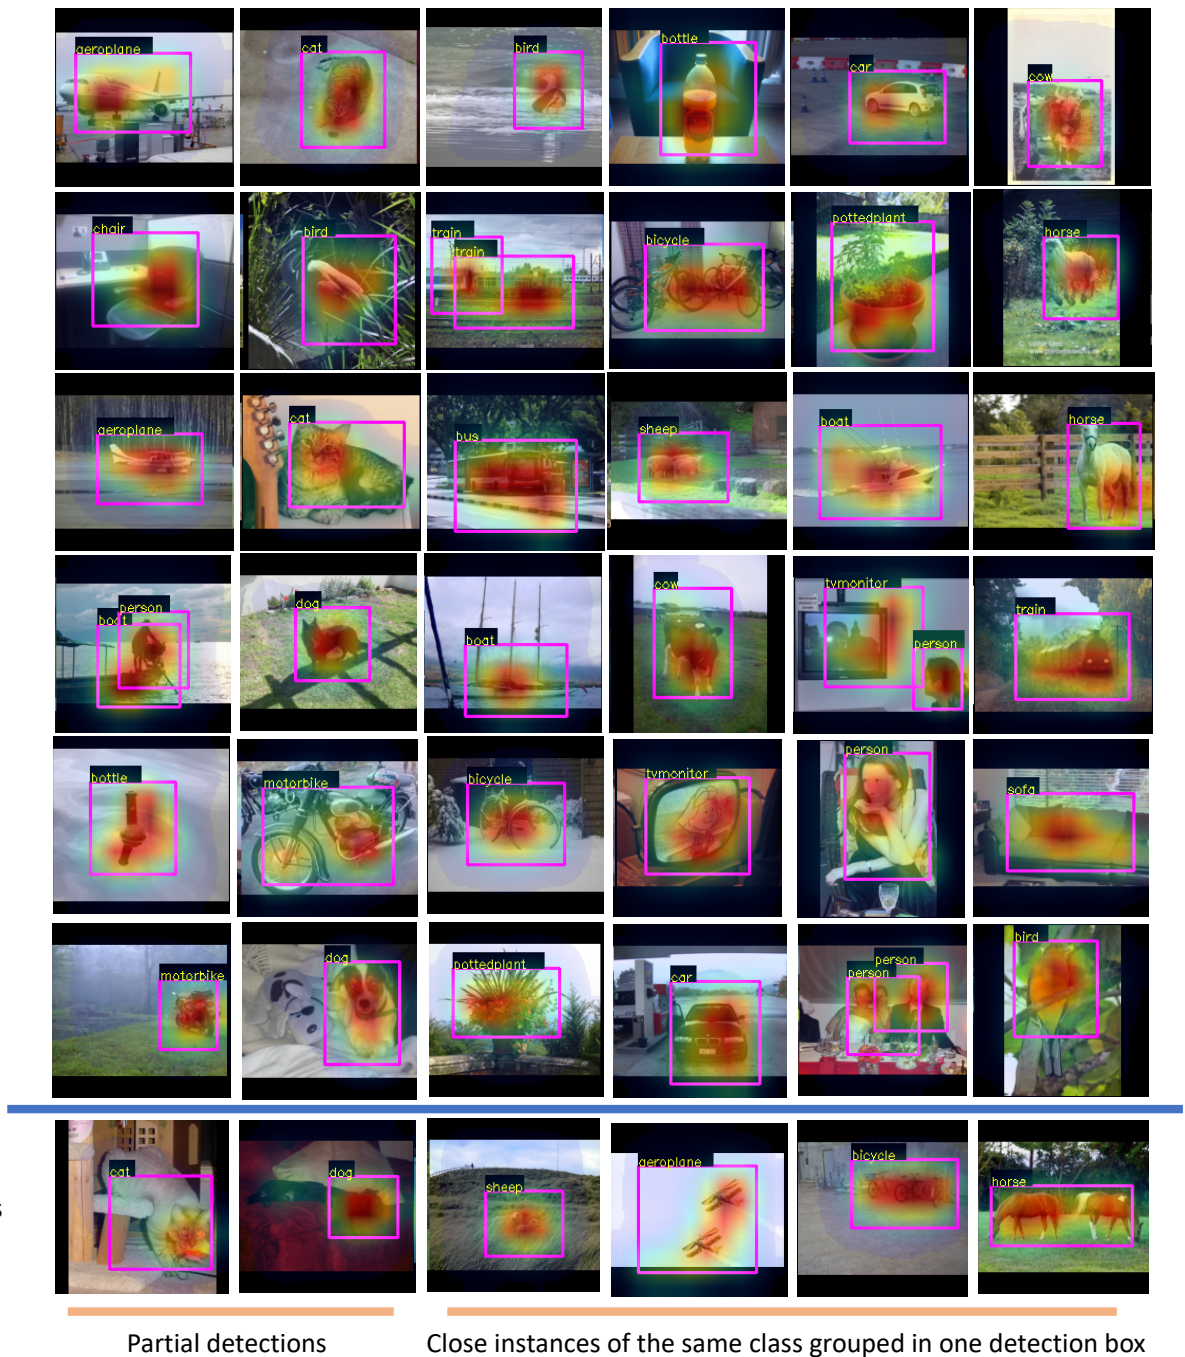 aeroplane
cat
bird
bottle
car
cow
chair
bird
train
train
bicycle
pottedplant
horse
aeroplane
cat
bus
sheep
boat
horse
person
boat
dog
boat
cow
tvmonitor
person
train
bottle
motorbike
bicycle
tvmonitor
person
sofa
motorbike
dog
pottedplant
car
person
person
bird
cat
dog
sheep
aeroplane
bicycle
horse
s
Partial detections
Close instances of the same class grouped in one detection box